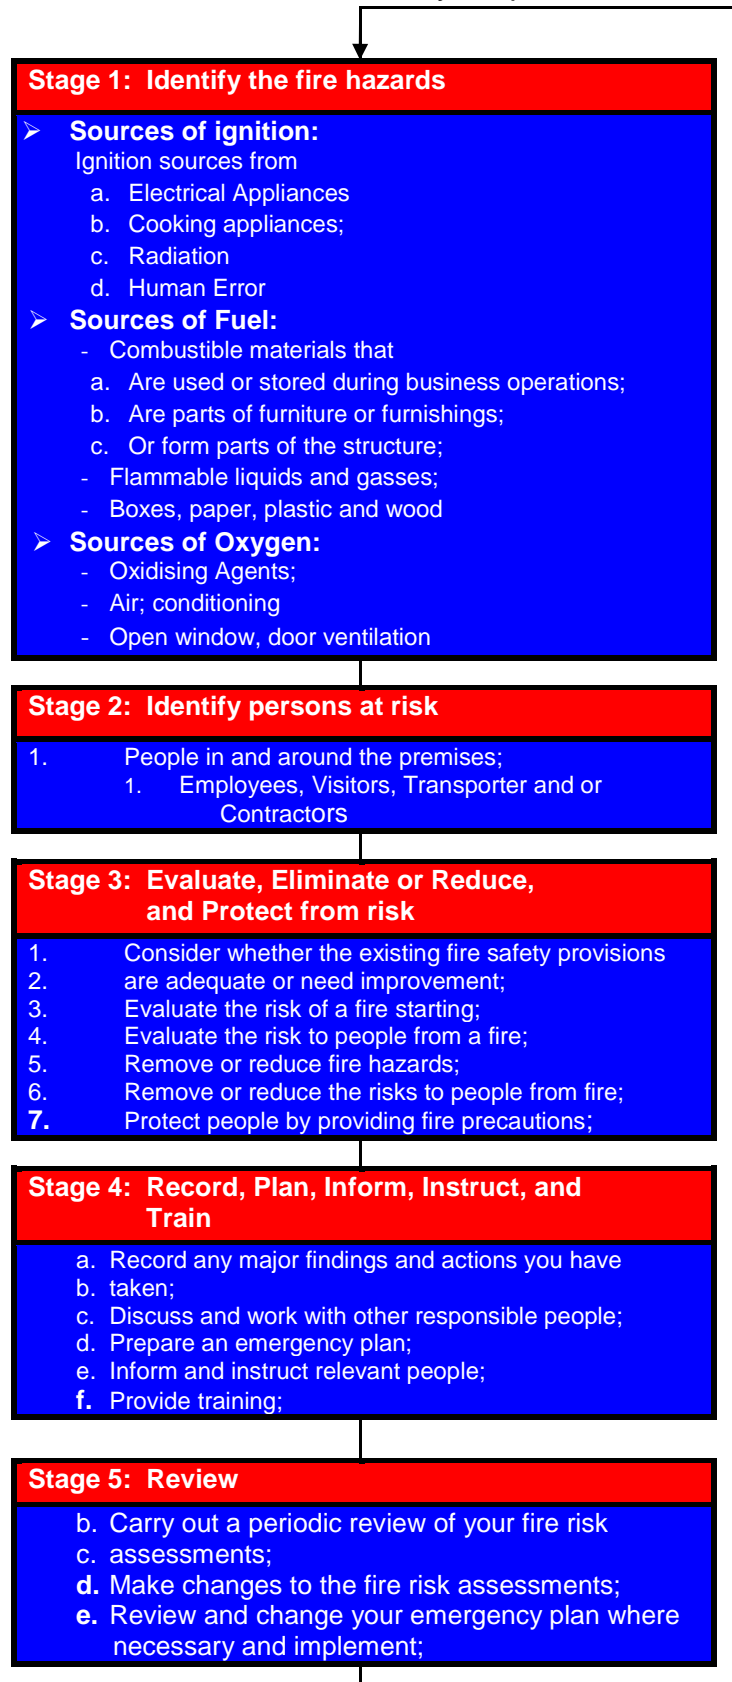 Stage 1: Identify the fire hazards
➢ Sources of ignition:
Ignition sources from
a. Electrical Appliances
b. Cooking appliances;
c. Radiation
d. Human Error
➢ Sources of Fuel:
- Combustible materials that
a. Are used or stored during business operations;
b. Are parts of furniture or furnishings;
c. Or form parts of the structure;
- Flammable liquids and gasses;
- Boxes, paper, plastic and wood
➢ Sources of Oxygen:
- Oxidising Agents;
- Air; conditioning
- Open window, door ventilation
Stage 2: Identify persons at risk
1. People in and around the premises;
1. Employees, Visitors, Transporter and or
Contractors
Stage 3: Evaluate, Eliminate or Reduce,
and Protect from risk
1. Consider whether the existing fire safety provisions
2. are adequate or need improvement;
3. Evaluate the risk of a fire starting;
4. Evaluate the risk to people from a fire;
5. Remove or reduce fire hazards;
6. Remove or reduce the risks to people from fire;
7. Protect people by providing fire precautions;
Stage 4: Record, Plan, Inform, Instruct, and
Train
a. Record any major findings and actions you have
b. taken;
c. Discuss and work with other responsible people;
d. Prepare an emergency plan;
e. Inform and instruct relevant people;
f. Provide training;
Stage 5: Review
b. Carry out a periodic review of your fire risk
c. assessments;
d. Make changes to the fire risk assessments;
e. Review and change your emergency plan where
necessary and implement;